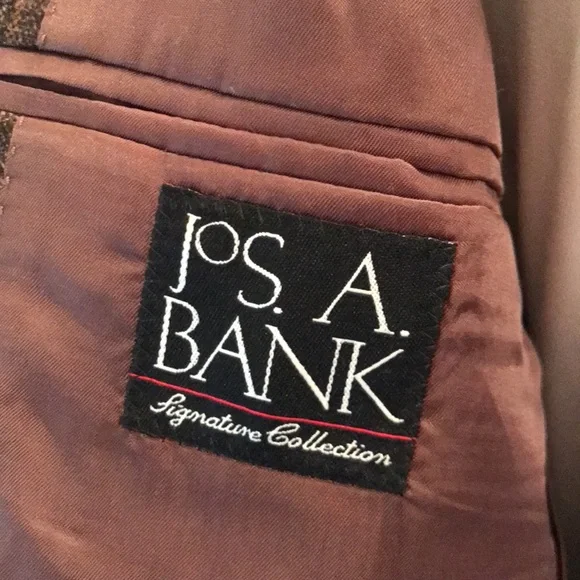 JOS. A.
BANK
Signature Collection